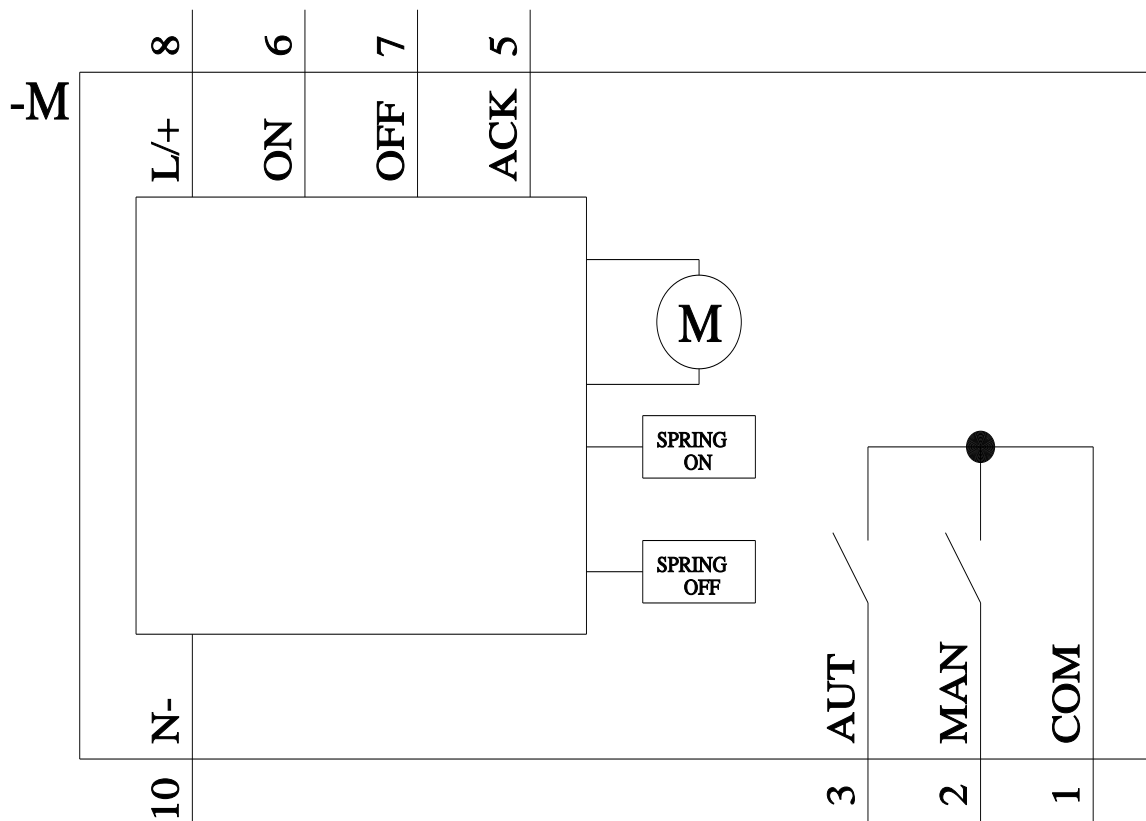 8
6
7
5
-M
L/+
ON
OFF
ACK
M
SPRING
ON
SPRING
OFF
N-
AUT
MAN
COM
10
3
2
1